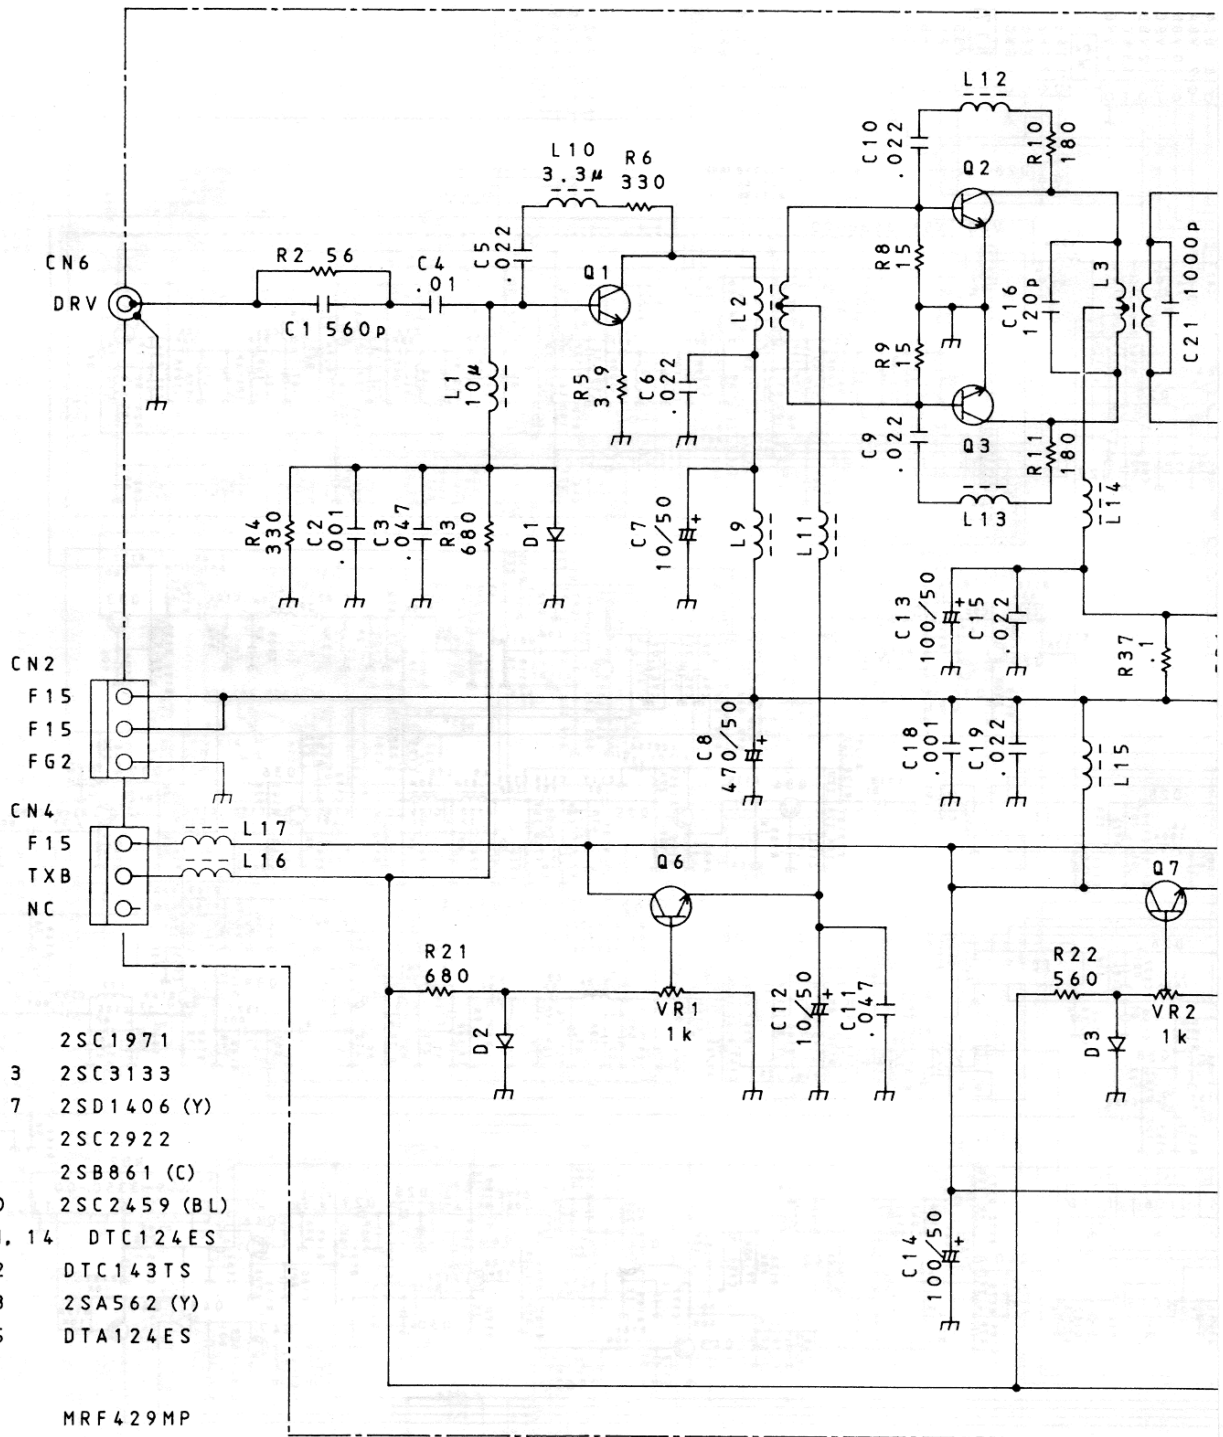 L12
C10
.022
R10
180
L10
3.3μ
R6
330
Q2
C5
.022
CN6
DRV
R2 56
C4
.01
C1 560p
Q1
L2
R8
15
R9
15
C16
120p
L3
C21 1000p
L1
10μ
R5
3.9
C6
.022
C9
.022
Q3
R11
180
L13
L14
R4
330
C2
.001
C3
.047
R3
680
D1
C7
10/50
L9
L11
C13
100/50
C15
.022
R37
.1
CN2
F15
F15
FG2
C8
470/50
C18
.001
C19
.022
L15
CN4
F15
TXB
NC
L17
L16
Q6
Q7
R21
680
D2
VR1
1k
C12
10/50
C11
.047
R22
560
D3
VR2
1k
2SC1971
3 2SC3133
7 2SD1406 (Y)
2SC2922
2SB861 (C)
2SC2459 (BL)
, 14 DTC124ES
DTC143TS
2SA562 (Y)
DTA124ES
MRF429MP
C14
100/50